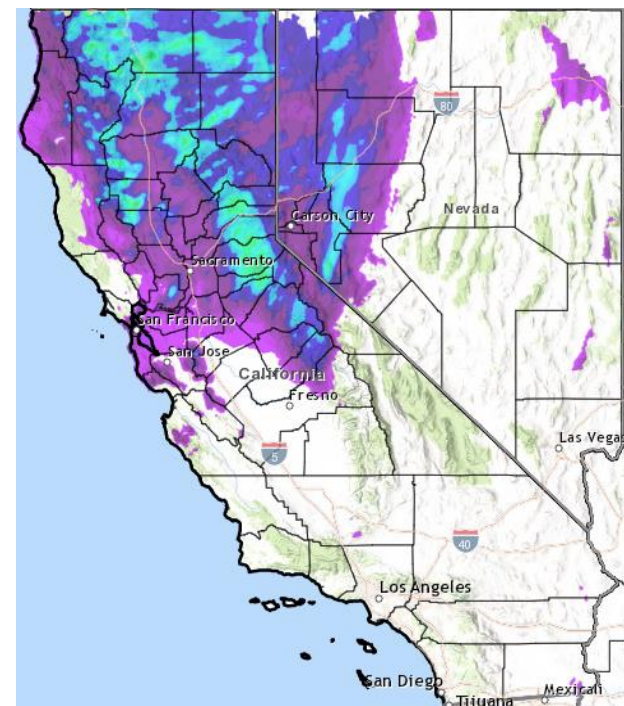 80
Nevada
Carson City
Sacramento
San Francisco
San Jose
California
Fresno
5
Las Vegas
40
Los Angeles
San Diego
Tijuana
Mexicali